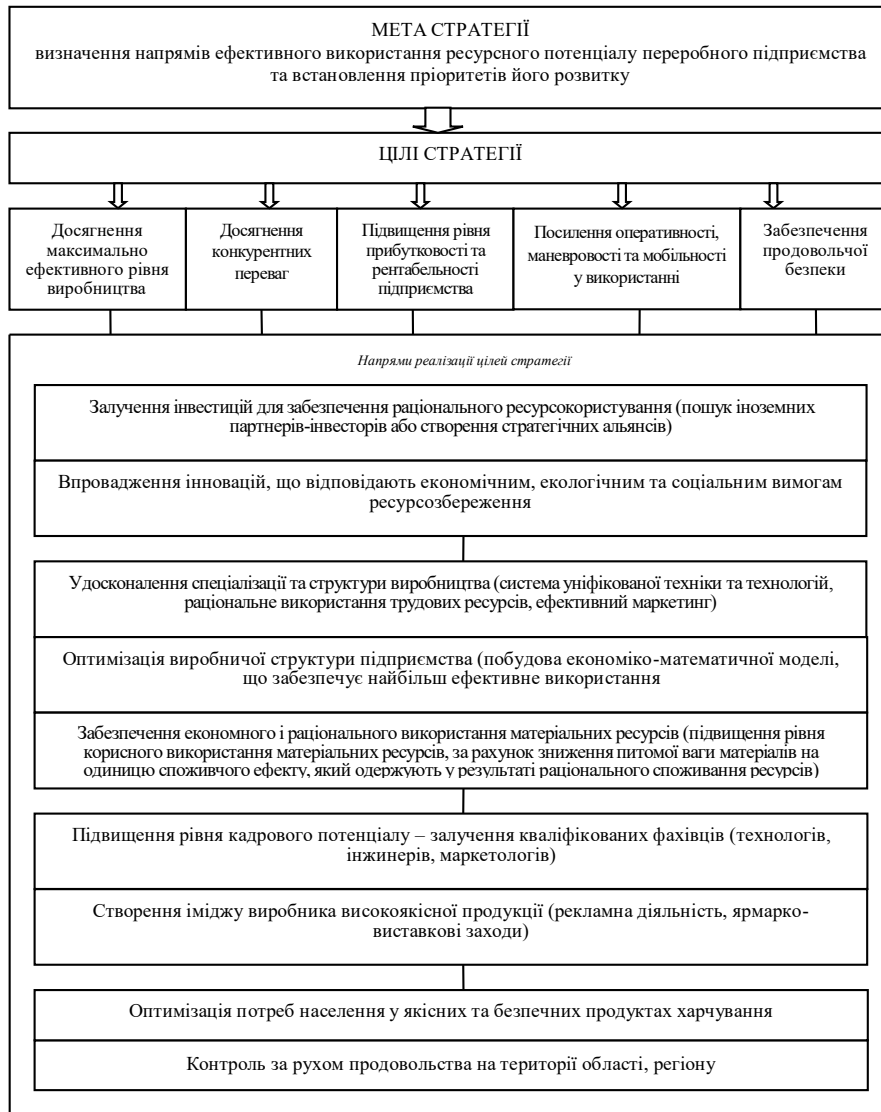 МЕТА СТРАТЕГІЇ
визначення напрямів ефективного використання ресурсного потенціалу переробного підприємства
та встановлення пріоритетів його розвитку
ЦІЛІ СТРАТЕГІЇ
Досягнення
максимально
ефективного рівня
виробництва
Досягнення
конкурентних
переваг
Підвищення рівня
прибутковості та
рентабельності
підприємства
Посилення оперативності,
маневровості та мобільності
у використанні
Забезпечення
продовольчої
безпеки
Напрями реалізації цілей стратегії
Залучення інвестицій для забезпечення раціонального ресурсокористування (пошук іноземних
партнерів-інвесторів або створення стратегічних альянсів)
Впровадження інновацій, що відповідають економічним, екологічним та соціальним вимогам
ресурсозбереження
Удосконалення спеціалізації та структури виробництва (система уніфікованої техніки та технологій,
раціональне використання трудових ресурсів, ефективний маркетинг)
Оптимізація виробничої структури підприємства (побудова економіко-математичної моделі,
що забезпечує найбільш ефективне використання
Забезпечення економного і раціонального використання матеріальних ресурсів (підвищення рівня
корисного використання матеріальних ресурсів, за рахунок зниження питомої ваги матеріалів на
одиницю споживчого ефекту, який одержують у результаті раціонального споживання ресурсів)
Підвищення рівня кадрового потенціалу – залучення кваліфікованих фахівців (технологів,
інжинерів, маркетологів)
Створення іміджу виробника високоякісної продукції (рекламна діяльність, ярмарко-
виставкові заходи)
Оптимізація потреб населення у якісних та безпечних продуктах харчування
Контроль за рухом продовольства на території області, регіону